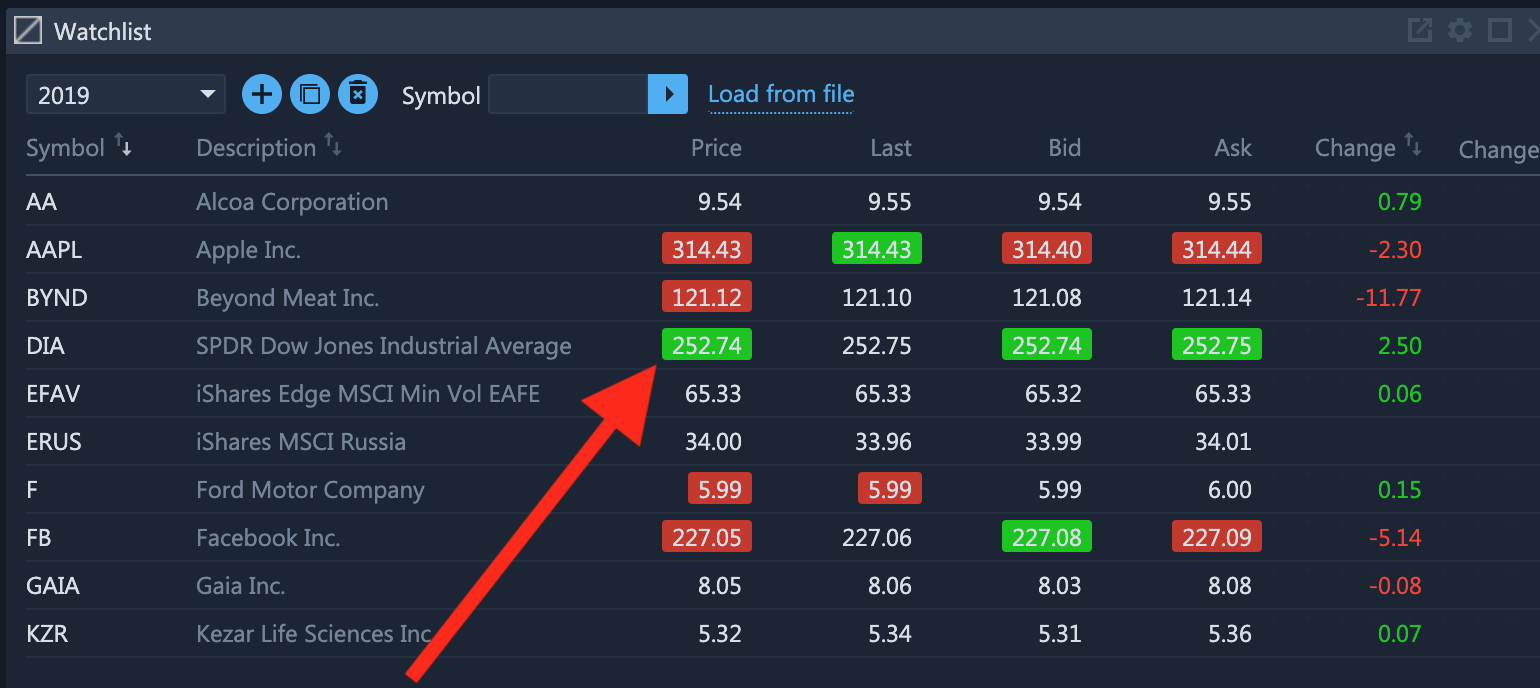 Watchlist
2019 Symbol Load from file
Symbol Description Price Last Bid Ask Change Change
AA Alcoa Corporation 9.54 9.55 9.54 9.55 0.79
AAPL Apple Inc. 314.43 314.43 314.40 314.44 -2.30
BYND Beyond Meat Inc. 121.12 121.10 121.08 121.14 -11.77
DIA SPDR Dow Jones Industrial Average 252.74 252.75 252.74 252.75 2.50
EFAV iShares Edge MSCI Min Vol EAFE 65.33 65.33 65.32 65.33 0.06
ERUS iShares MSCI Russia 34.00 33.96 33.99 34.01
F Ford Motor Company 5.99 5.99 5.99 6.00 0.15
FB Facebook Inc. 227.05 227.06 227.08 227.09 -5.14
GAIA Gaia Inc. 8.05 8.06 8.03 8.08 -0.08
KZR Kezar Life Sciences Inc 5.32 5.34 5.31 5.36 0.07